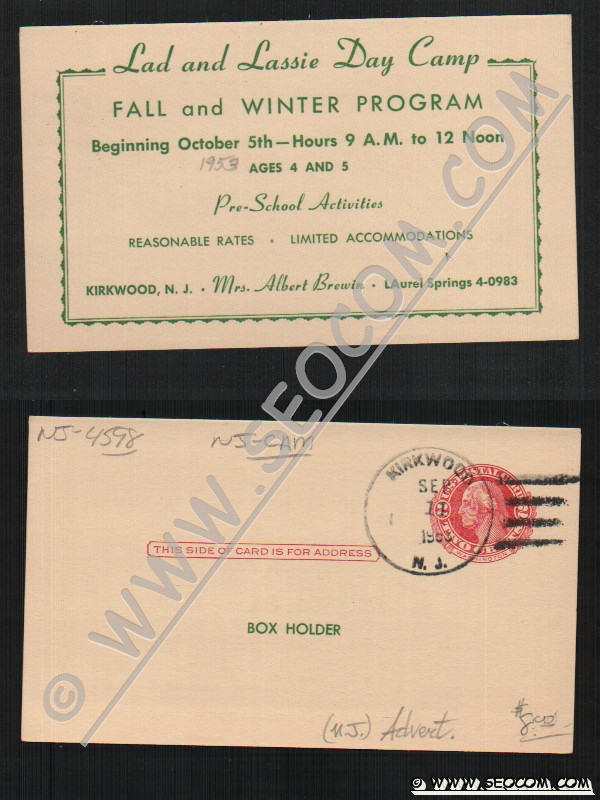 Lad and Lassie Day Camp
FALL and WINTER PROGRAM
Beginning October 5th—Hours 9 A.M. to 12 Noon
1953 AGES 4 AND 5
Pre-School Activities
REASONABLE RATES • LIMITED ACCOMMODATIONS
KIRKWOOD, N. J. • Mrs. Albert Brewin • LAurel Springs 4-0983
© WWW.SEOCOM.COM
NJ-4598 NJ-CAM
KIRKWOOD
SEP
11
N. J.
THIS SIDE OF CARD IS FOR ADDRESS
BOX HOLDER
(N.J.) Advert.
© WWW.SEOCOM.COM